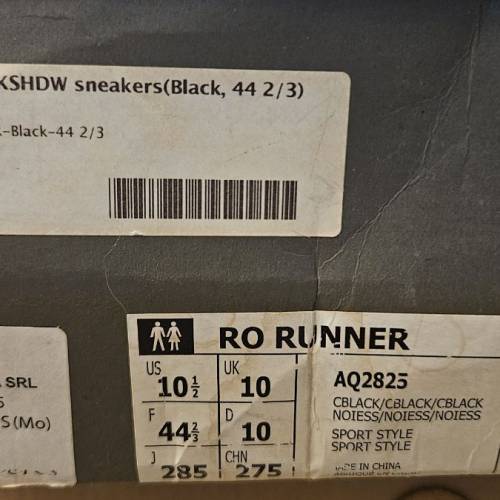 KSHDW sneakers(Black, 44 2/3)
-Black-44 2/3
SRL
S(Mo)
RO RUNNER
US 10½ UK 10
F 44⅔ D 10
J 285 CHN 275
AQ2825
CBLACK/CBLACK/CBLACK
NOIESS/NOIESS/NOIESS
SPORT STYLE
SPORT STYLE
IN CHINA